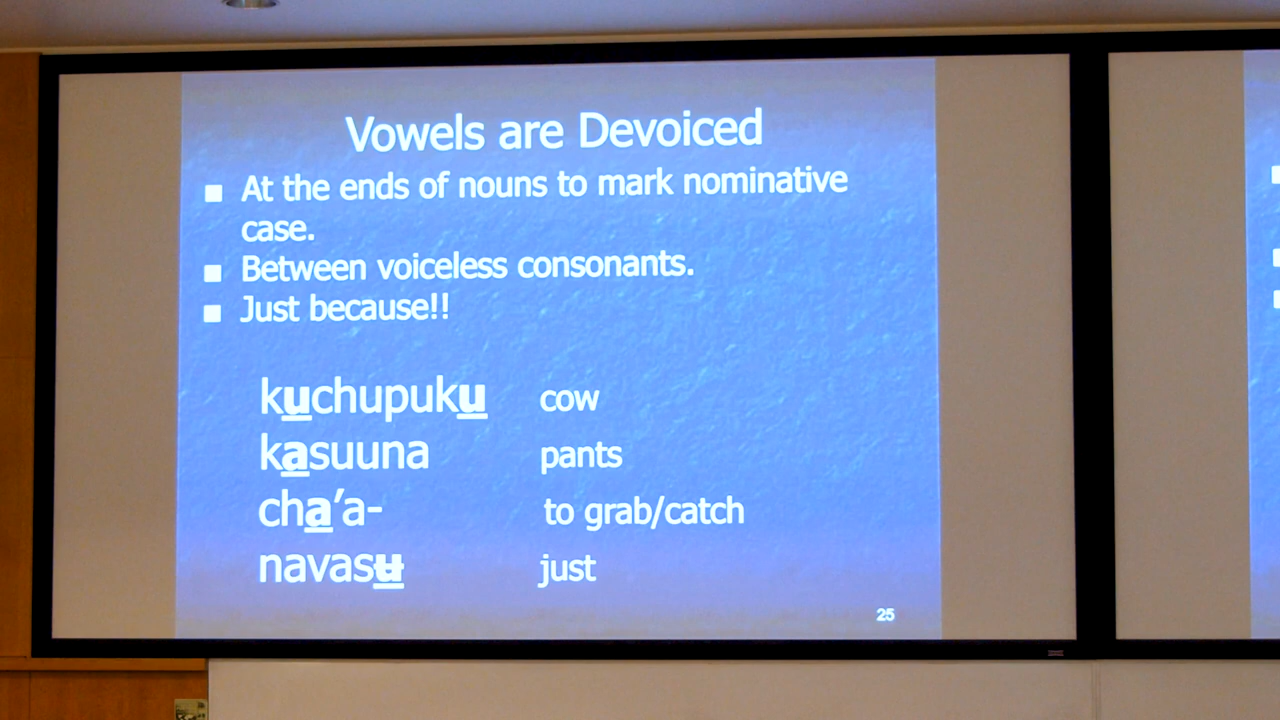 Vowels are Devoiced
■ At the ends of nouns to mark nominative
case.
■ Between voiceless consonants.
■ Just because!!
kuchupuku cow
kasuuna pants
cha'a- to grab/catch
navasʉ just
25